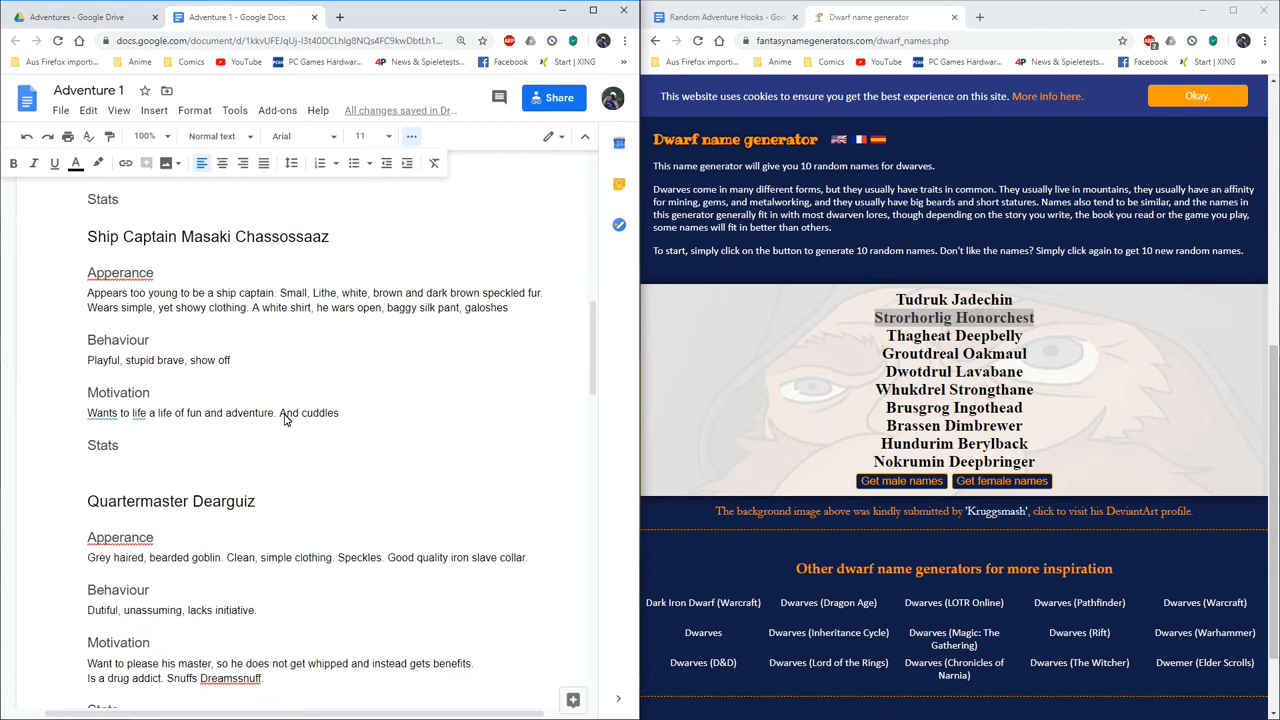 Adventures - Google Drive
Adventure 1 - Google Docs
docs.google.com/document/d/1kkvUFEJqUj-I3t40DCLhlg8NQs4FC9kwDbtLh1...
Aus Firefox importi...
Anime
Comics
YouTube
PC Games Hardwar...
News & Spieletests...
Facebook
Start | XING
»
Adventure 1
File Edit View Insert Format Tools Add-ons Help All changes saved in Dr...
Share
100% Normal text Arial 11
B I U A
Stats
Ship Captain Masaki Chassossaaz
Apperance
Appears too young to be a ship captain. Small, Lithe, white, brown and dark brown speckled fur.
Wears simple, yet showy clothing. A white shirt, he wars open, baggy silk pant, galoshes
Behaviour
Playful, stupid brave, show off
Motivation
Wants to life a life of fun and adventure. And cuddles
Stats
Quartermaster Dearguiz
Apperance
Grey haired, bearded goblin. Clean, simple clothing. Speckles. Good quality iron slave collar.
Behaviour
Dutiful, unassuming, lacks initiative.
Motivation
Want to please his master, so he does not get whipped and instead gets benefits.
Is a drug addict. Snuffs Dreamssnuff.
Stats
31
Random Adventure Hooks - Goo
Dwarf name generator
fantasynamegenerators.com/dwarf_names.php
2
Aus Firefox importi...
Anime
Comics
YouTube
PC Games Hardwar...
News & Spieletests...
Facebook
Start | XING
»
This website uses cookies to ensure you get the best experience on this site. More info here.
Okay.
Dwarf name generator
This name generator will give you 10 random names for dwarves.
Dwarves come in many different forms, but they usually have traits in common. They usually live in mountains, they usually have an affinity
for mining, gems, and metalworking, and they usually have big beards and short statures. Names also tend to be similar, and the names in
this generator generally fit in with most dwarven lores, though depending on the story you write, the book you read or the game you play,
some names will fit in better than others.
To start, simply click on the button to generate 10 random names. Don't like the names? Simply click again to get 10 new random names.
Tudruk Jadechin
Strorhorlig Honorchest
Thagheat Deepbelly
Groutdreal Oakmaul
Dwotdrul Lavabane
Whukdrel Strongthane
Brusgrog Ingothead
Brassen Dimbrewer
Hundurim Berylback
Nokrumin Deepbringer
Get male names
Get female names
The background image above was kindly submitted by 'Kruggsmash', click to visit his DeviantArt profile.
Other dwarf name generators for more inspiration
Dark Iron Dwarf (Warcraft) Dwarves (Dragon Age) Dwarves (LOTR Online) Dwarves (Pathfinder) Dwarves (Warcraft)
Dwarves Dwarves (Inheritance Cycle) Dwarves (Magic: The Gathering) Dwarves (Rift) Dwarves (Warhammer)
Dwarves (D&D) Dwarves (Lord of the Rings) Dwarves (Chronicles of Narnia) Dwarves (The Witcher) Dwemer (Elder Scrolls)